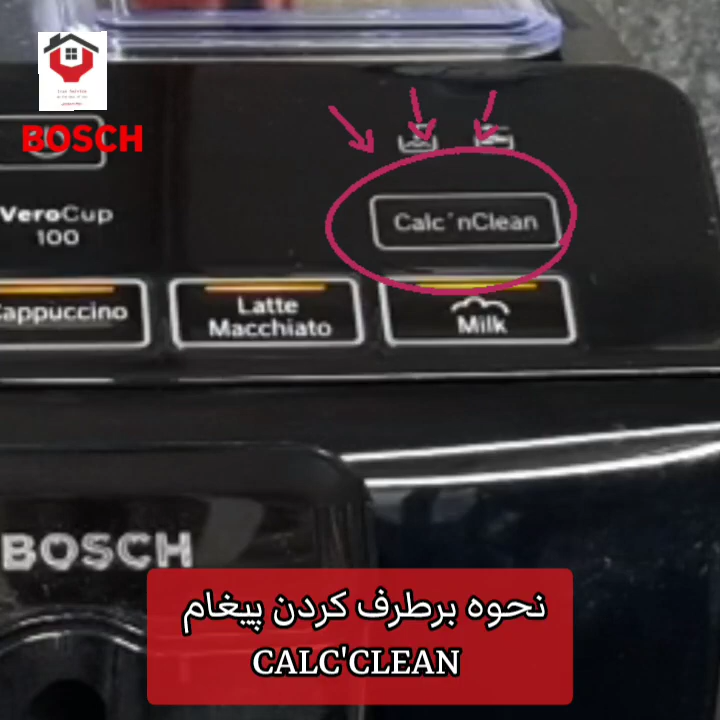 BOSCH
VeroCup
100
Calc'nClean
Cappuccino
Latte
Macchiato
Milk
BOSCH
نحوه برطرف کردن پیغام
CALC'CLEAN